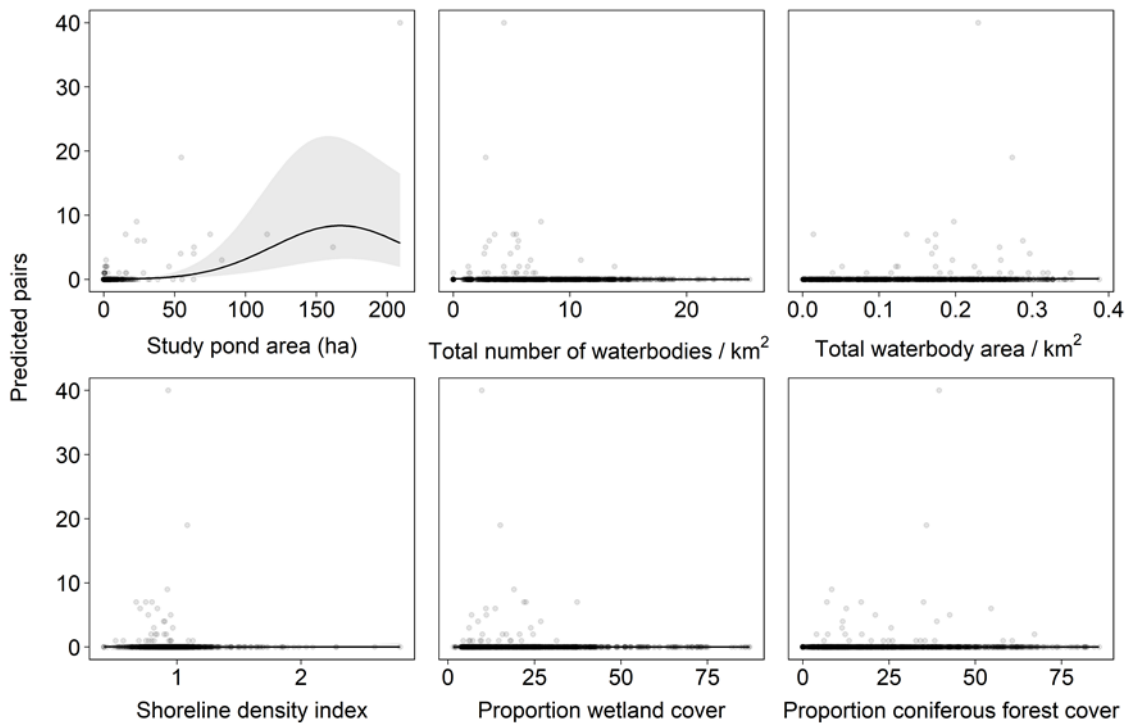 Predicted pairs
40
30
20
10
0
0 50 100 150 200
Study pond area (ha)
0 10 20
Total number of waterbodies / km²
0.0 0.1 0.2 0.3 0.4
Total waterbody area / km²
40
30
20
10
0
1 2
Shoreline density index
0 25 50 75
Proportion wetland cover
0 25 50 75
Proportion coniferous forest cover